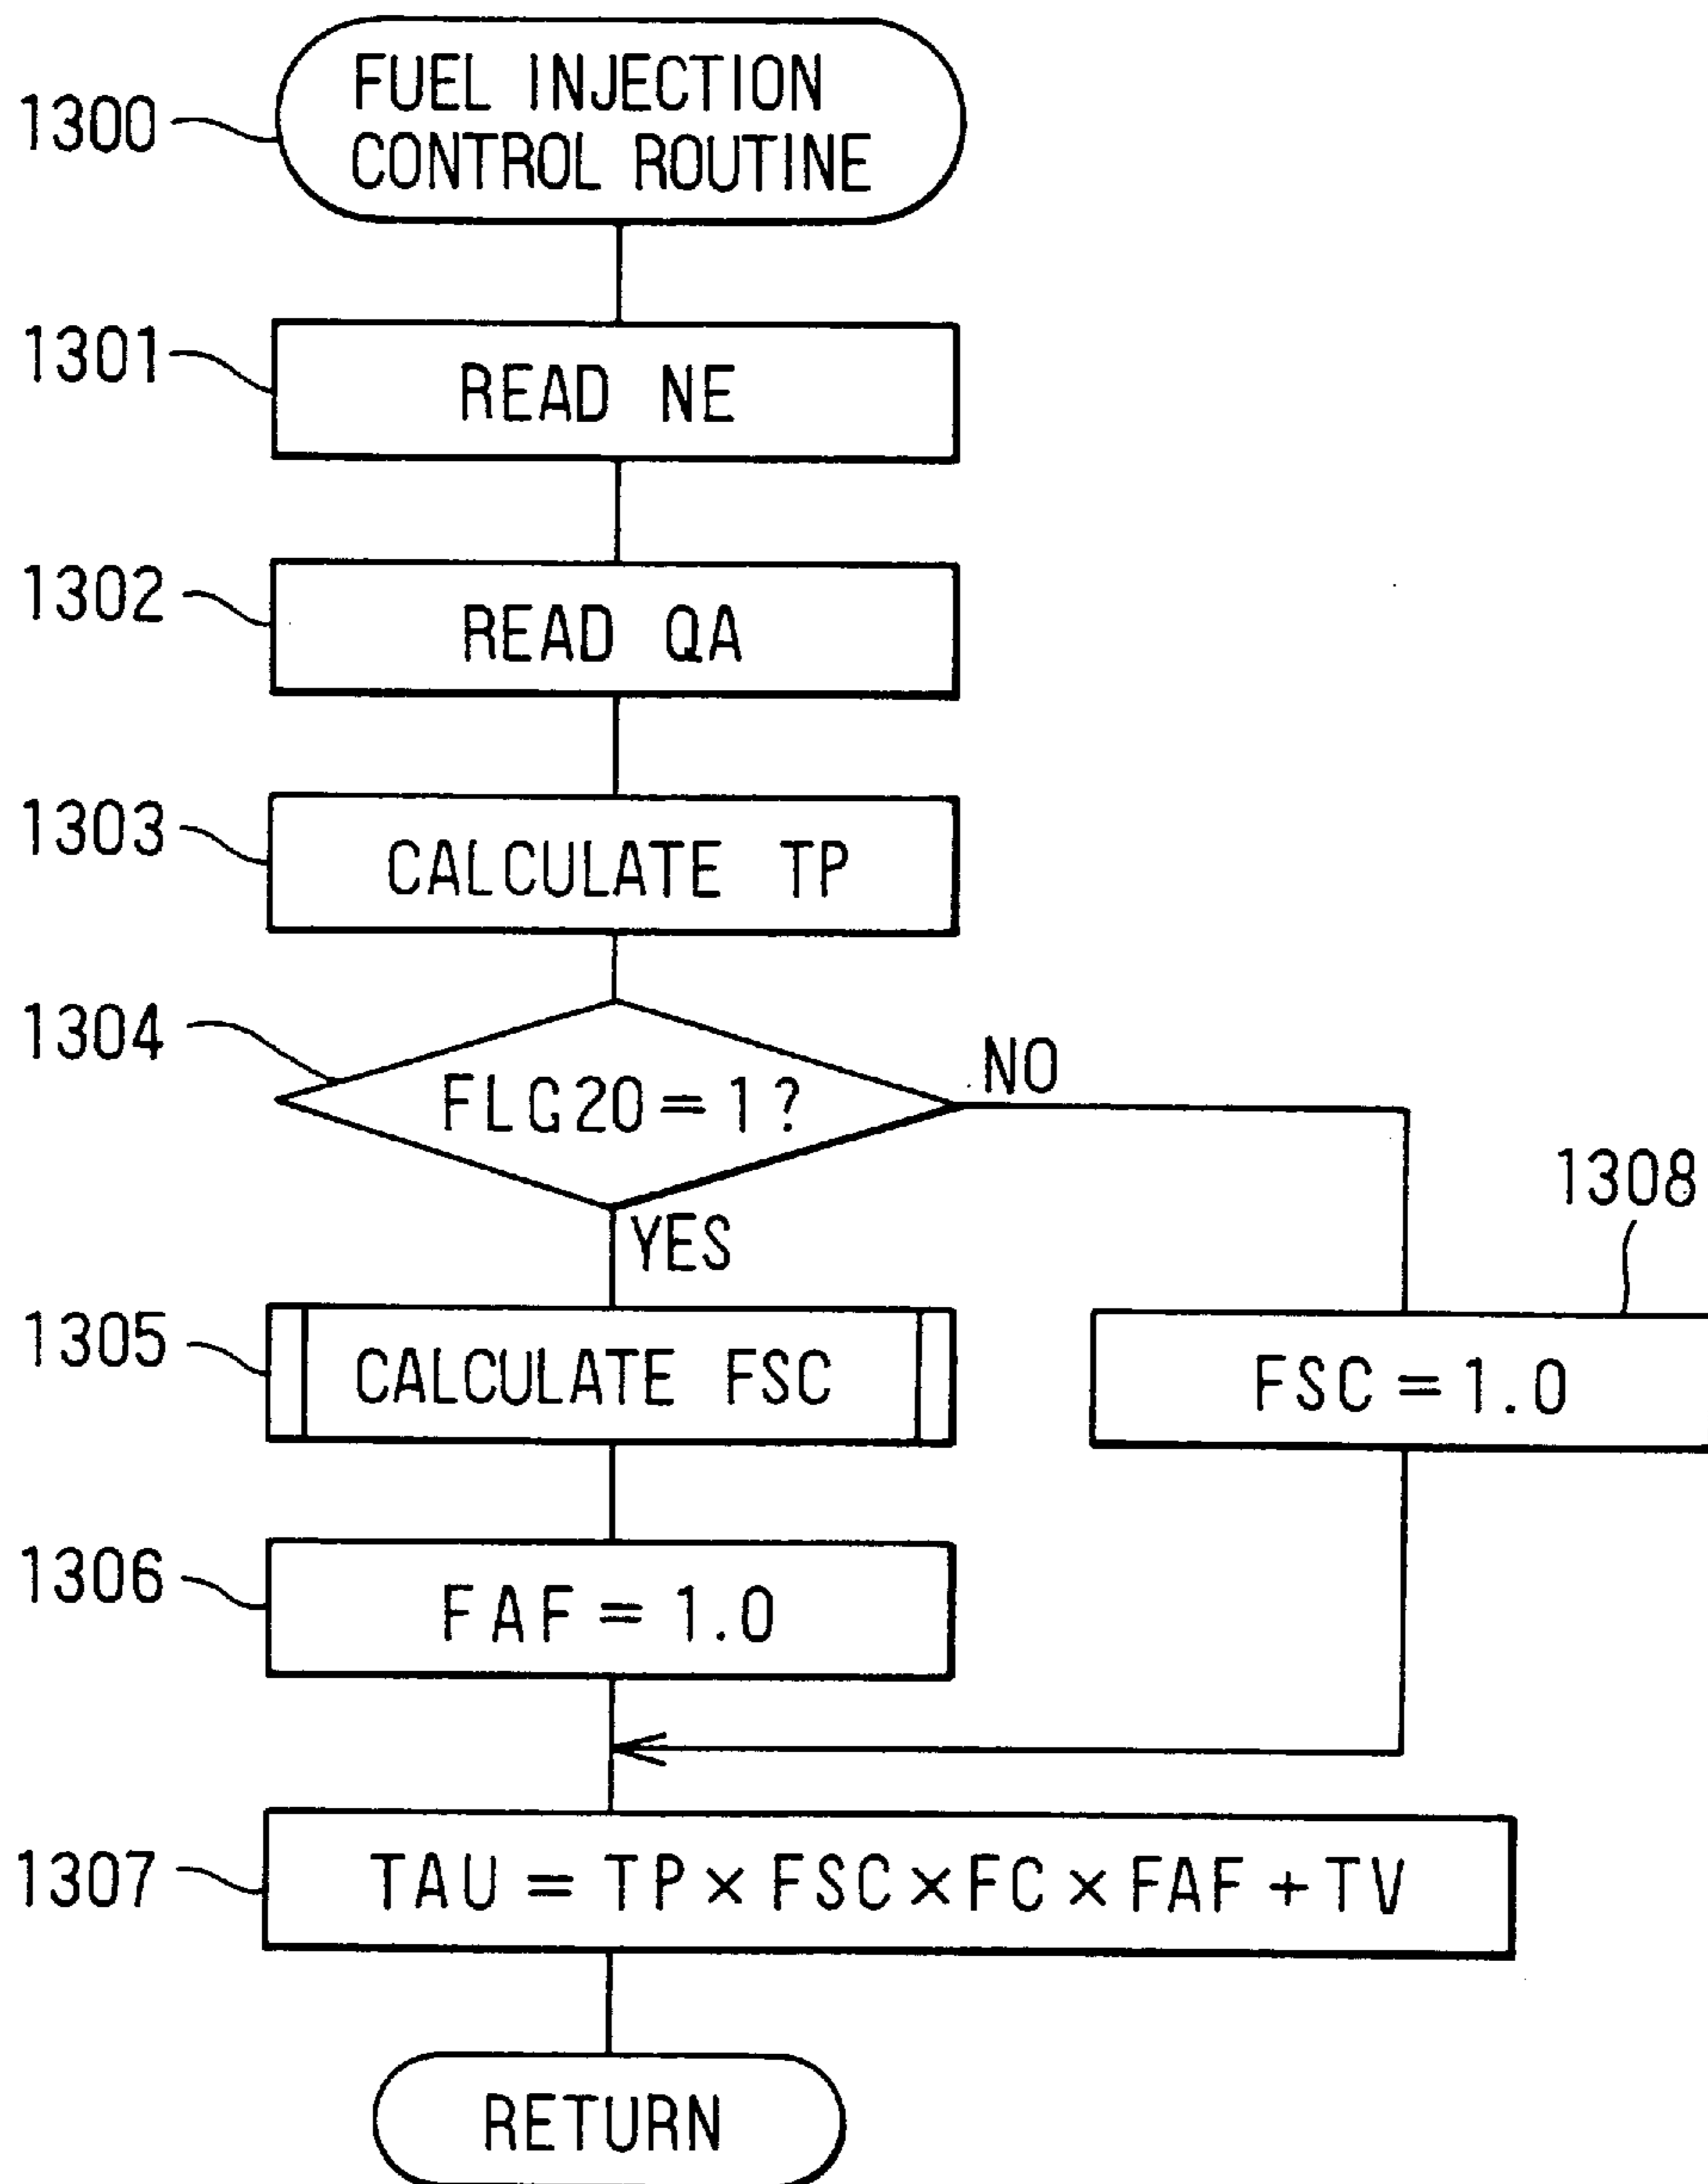 1300
FUEL INJECTION
CONTROL ROUTINE
1301
READ NE
1302
READ QA
1303
CALCULATE TP
1304
FLG20=1?
NO
YES
1308
1305
CALCULATE FSC
FSC=1.0
1306
FAF=1.0
1307
TAU=TP×FSC×FC×FAF+TV
RETURN